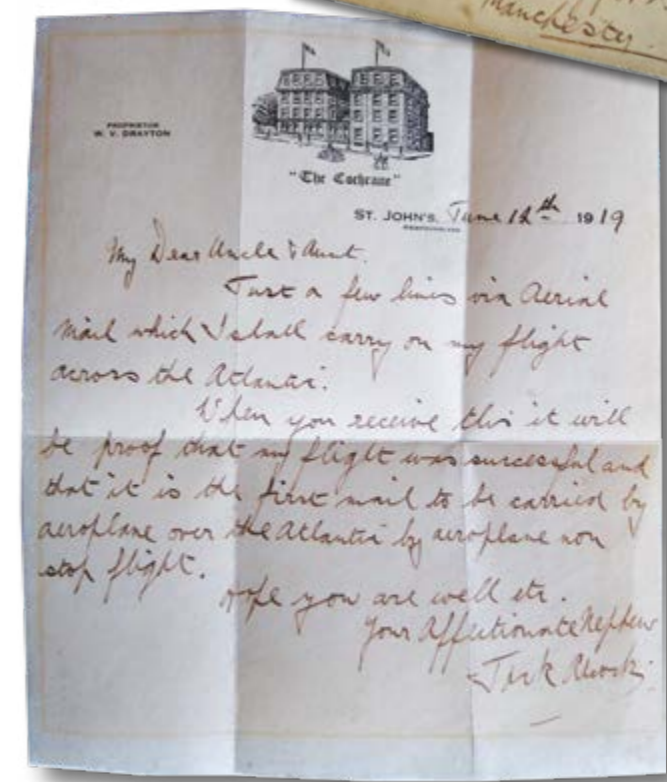 Manchester.
PROPRIETOR
W. V. DRAYTON
"The Cochrane"
ST. JOHN'S, June 12th 1919
My Dear Uncle & Aunt.
Just a few lines via Aerial
Mail which I shall carry on my flight
across the Atlantic.
When you receive this it will
be proof that my flight was successful and
that it is the first mail to be carried by
aeroplane over the Atlantic by aeroplane non
stop flight.
Hope you are well etc.
Your Affectionate Nephew
Jack Alcock